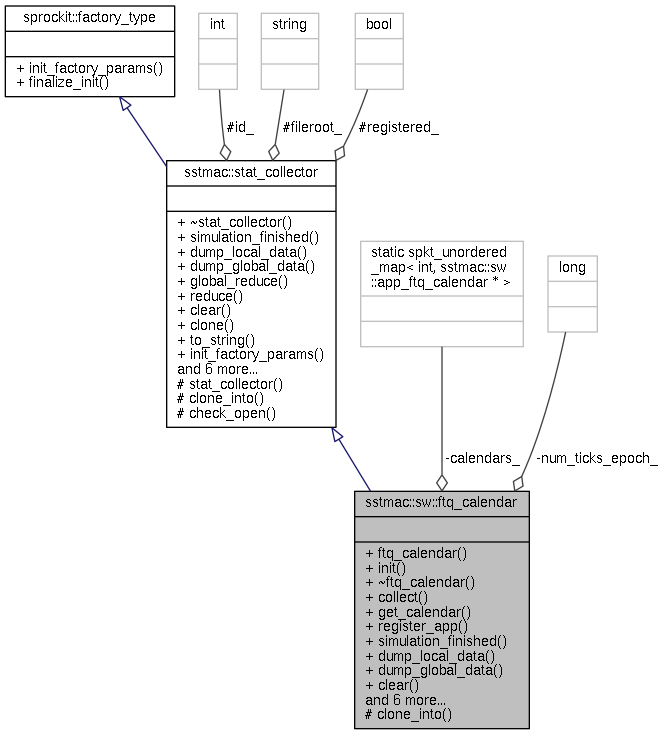 sprockit::factory_type
+ init_factory_params()
+ finalize_init()
int
string
bool
#id_
#fileroot_
#registered_
sstmac::stat_collector
+ ~stat_collector()
+ simulation_finished()
+ dump_local_data()
+ dump_global_data()
+ global_reduce()
+ reduce()
+ clear()
+ clone()
+ to_string()
+ init_factory_params()
and 6 more...
# stat_collector()
# clone_into()
# check_open()
static spkt_unordered
_map< int, sstmac::sw
::app_ftq_calendar * >
long
-calendars_
-num_ticks_epoch_
sstmac::sw::ftq_calendar
+ ftq_calendar()
+ init()
+ ~ftq_calendar()
+ collect()
+ get_calendar()
+ register_app()
+ simulation_finished()
+ dump_local_data()
+ dump_global_data()
+ clear()
and 6 more...
# clone_into()